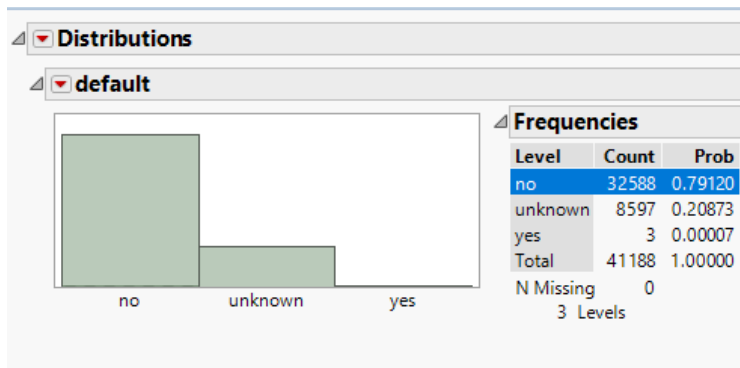 Distributions
default
no unknown yes
Frequencies
Level Count Prob
no 32588 0.79120
unknown 8597 0.20873
yes 3 0.00007
Total 41188 1.00000
N Missing 0
3 Levels